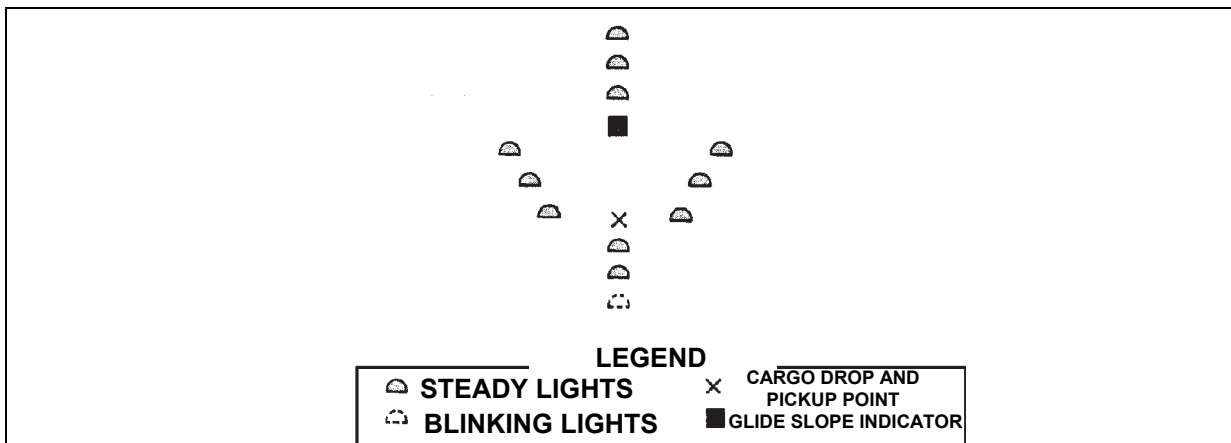 LEGEND
STEADY LIGHTS
CARGO DROP AND
PICKUP POINT
BLINKING LIGHTS
GLIDE SLOPE INDICATOR